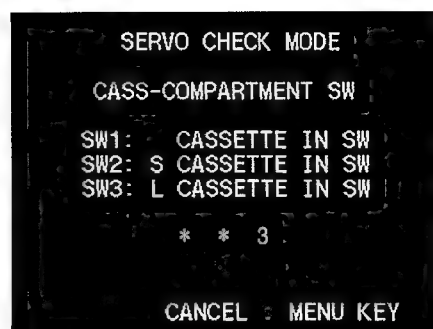 SERVO CHECK MODE
CASS-COMPARTMENT SW
SW1: CASSETTE IN SW
SW2: S CASSETTE IN SW
SW3: L CASSETTE IN SW
* * 3
CANCEL : MENU KEY